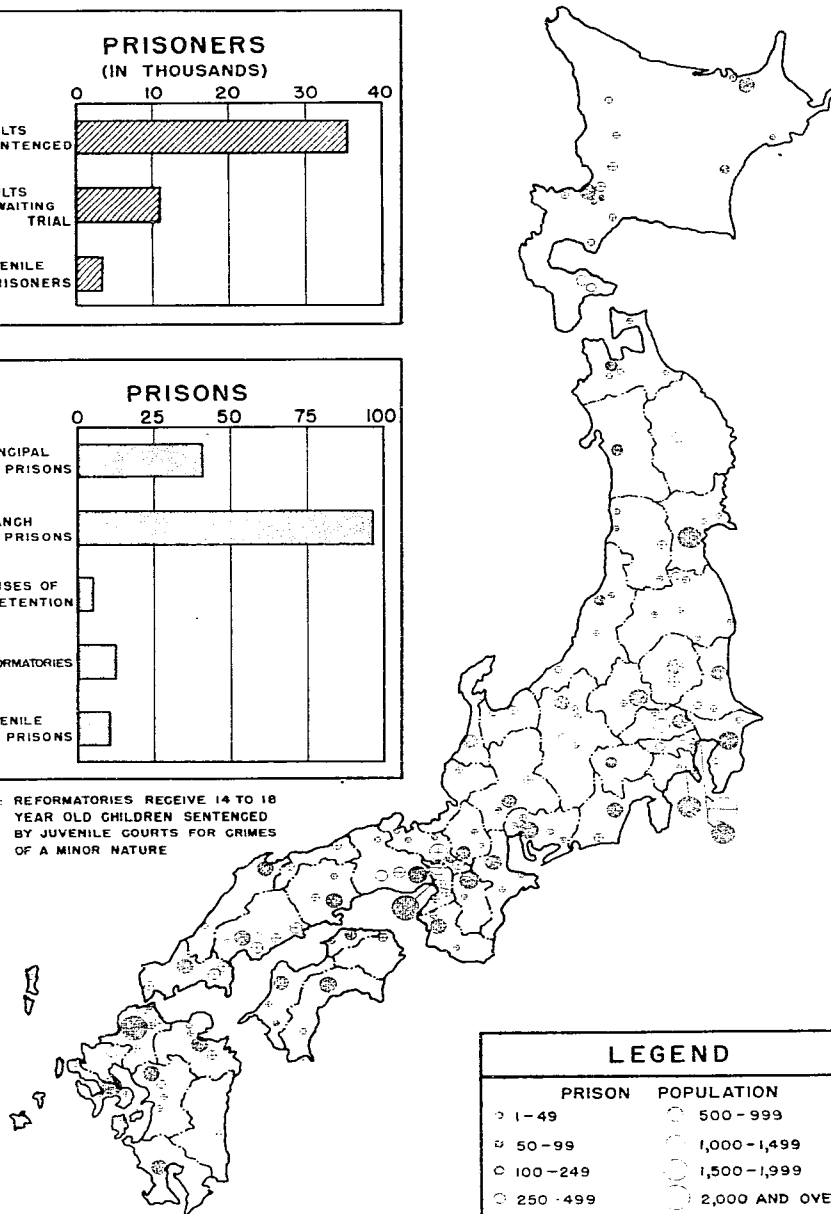 PRISONERS
(IN THOUSANDS)
0 10 20 30 40
LTS
NTENCED
LTS
WAITING
TRIAL
ENILE
RISONERS
PRISONS
0 25 50 75 100
NCIPAL
PRISONS
ANCH
PRISONS
ISES OF
ETENTION
ORMATORIES
ENILE
PRISONS
: REFORMATORIES RECEIVE 14 TO 18
YEAR OLD CHILDREN SENTENCED
BY JUVENILE COURTS FOR CRIMES
OF A MINOR NATURE
LEGEND
PRISON POPULATION
1-49 500-999
50-99 1,000-1,499
100-249 1,500-1,999
250-499 2,000 AND OVE